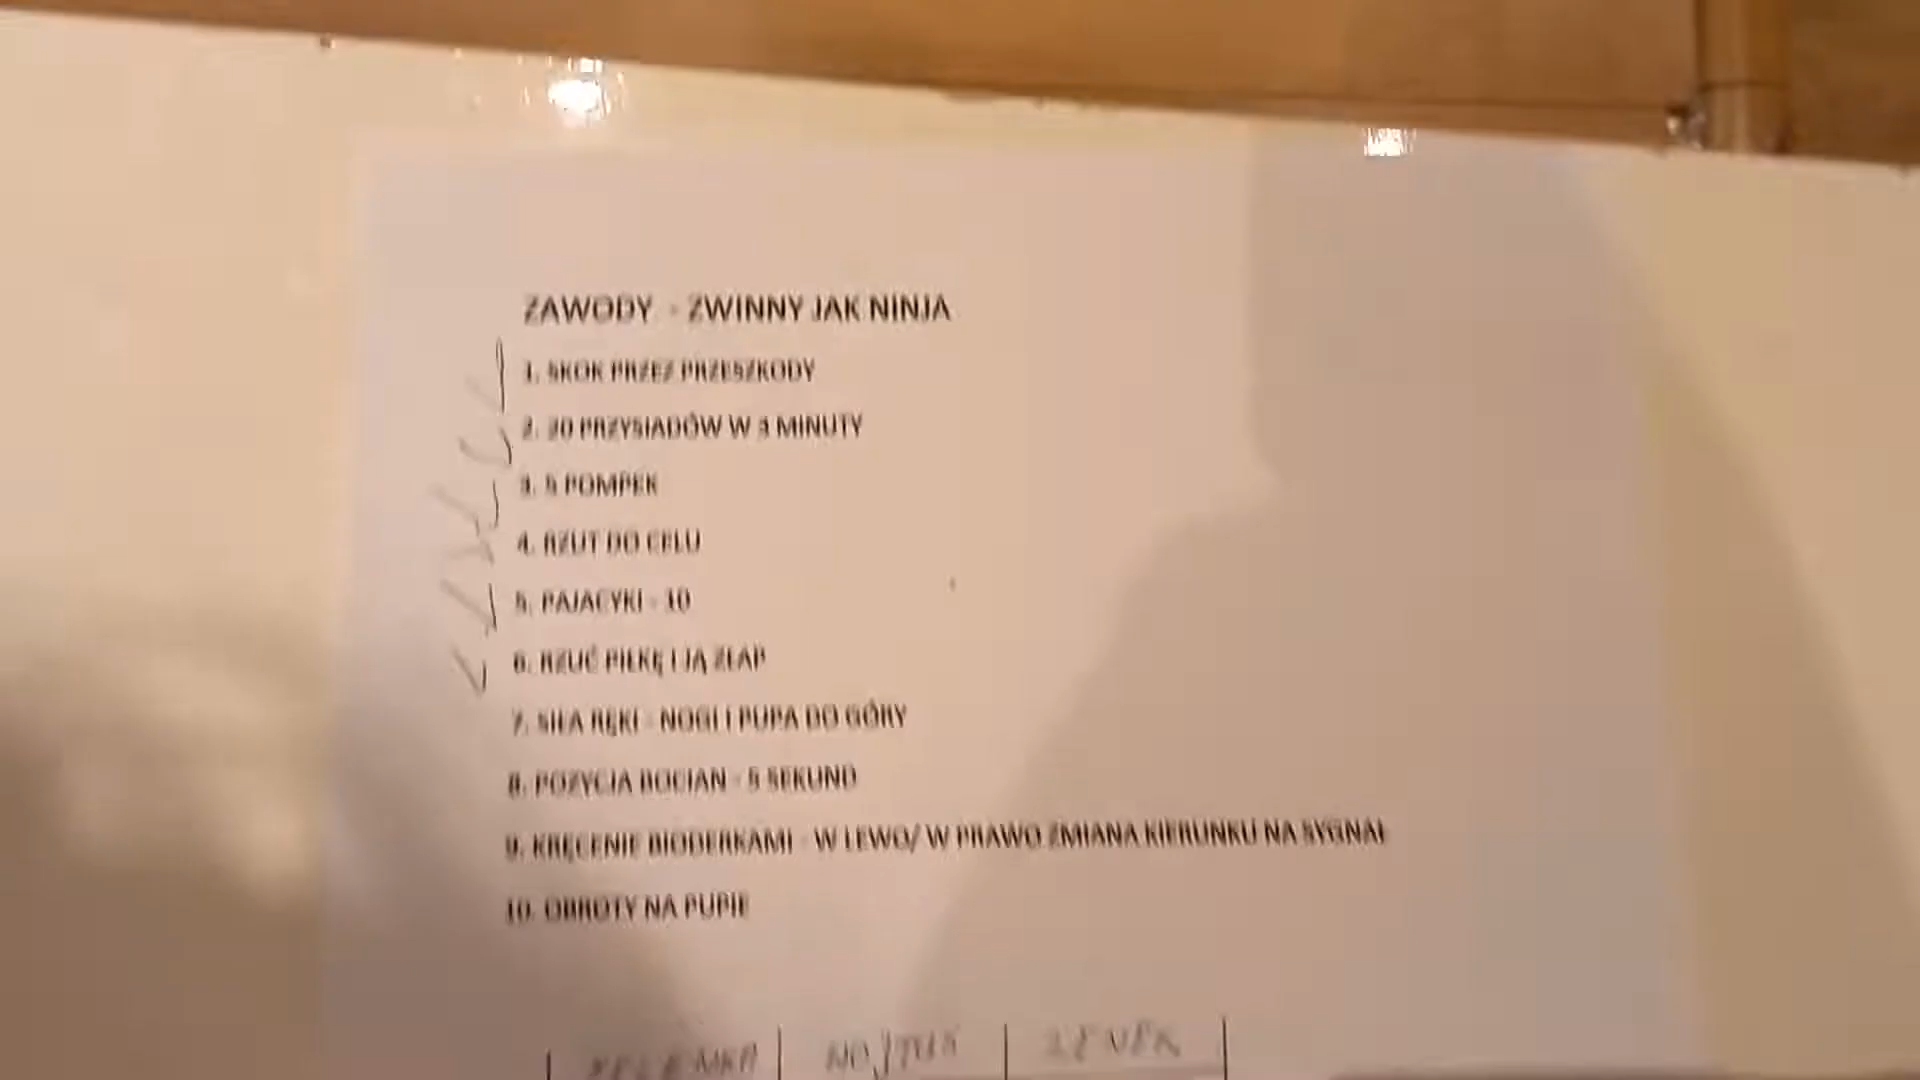 ZAWODY - ZWINNY JAK NINJA
1. SKOK PRZEZ PRZESZKODY
2. 20 PRZYSIADÓW W 3 MINUTY
3. 5 POMPEK
4. RZUT DO CELU
5. PAJACYKI - 10
6. RZUĆ PIŁKĘ I JĄ ZŁAP
7. SIŁA RĘKI - NOGI I PUPA DO GÓRY
8. POZYCJA BOCIAN - 5 SEKUND
9. KRĘCENIE BIODERKAMI - W LEWO/ W PRAWO ZMIANA KIERUNKU NA SYGNAŁ
10. OBROTY NA PUPIE